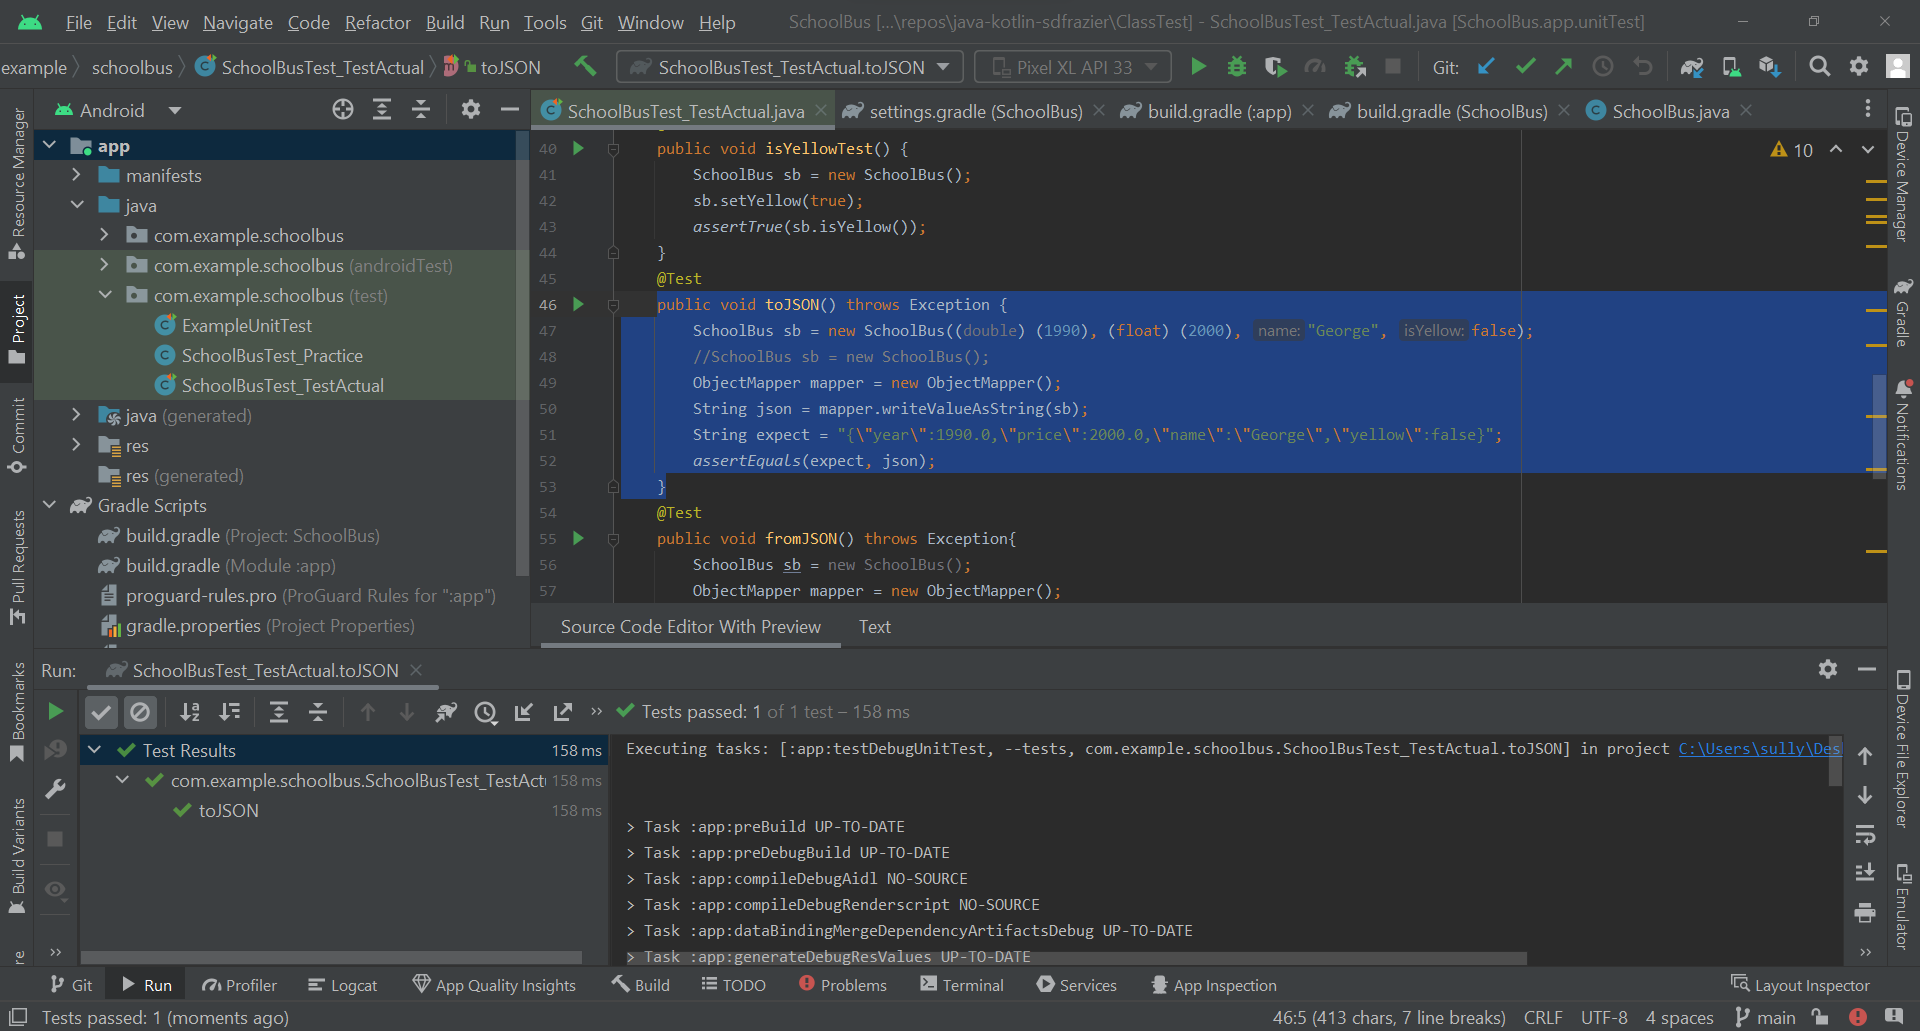 File Edit View Navigate Code Refactor Build Run Tools Git Window Help SchoolBus [...\repos\java-kotlin-sdfrazier\ClassTest] - SchoolBusTest_TestActual.java [SchoolBus.app.unitTest]
example schoolbus SchoolBusTest_TestActual toJSON SchoolBusTest_TestActual.toJSON Pixel XL API 33 Git:
Android
SchoolBusTest_TestActual.java settings.gradle (SchoolBus) build.gradle (:app) build.gradle (SchoolBus) SchoolBus.java
Resource Manager
Project
Commit
Pull Requests
Bookmarks
Build Variants
app
manifests
java
com.example.schoolbus
com.example.schoolbus (androidTest)
com.example.schoolbus (test)
ExampleUnitTest
SchoolBusTest_Practice
SchoolBusTest_TestActual
java (generated)
res
res (generated)
Gradle Scripts
build.gradle (Project: SchoolBus)
build.gradle (Module :app)
proguard-rules.pro (ProGuard Rules for ":app")
gradle.properties (Project Properties)
10
40 public void isYellowTest() {
41 SchoolBus sb = new SchoolBus();
42 sb.setYellow(true);
43 assertTrue(sb.isYellow());
44 }
45 @Test
46 public void toJSON() throws Exception {
47 SchoolBus sb = new SchoolBus((double) (1990), (float) (2000), name: "George", isYellow: false);
48 //SchoolBus sb = new SchoolBus();
49 ObjectMapper mapper = new ObjectMapper();
50 String json = mapper.writeValueAsString(sb);
51 String expect = "{\"year\":1990.0,\"price\":2000.0,\"name\":\"George\",\"yellow\":false}";
52 assertEquals(expect, json);
53 }
54 @Test
55 public void fromJSON() throws Exception{
56 SchoolBus sb = new SchoolBus();
57 ObjectMapper mapper = new ObjectMapper();
Source Code Editor With Preview Text
Device Manager
Gradle
Notifications
Device File Explorer
Emulator
Run: SchoolBusTest_TestActual.toJSON
Tests passed: 1 of 1 test – 158 ms
Test Results 158 ms
com.example.schoolbus.SchoolBusTest_TestActu 158 ms
toJSON 158 ms
Executing tasks: [:app:testDebugUnitTest, --tests, com.example.schoolbus.SchoolBusTest_TestActual.toJSON] in project C:\Users\sully\Des
> Task :app:preBuild UP-TO-DATE
> Task :app:preDebugBuild UP-TO-DATE
> Task :app:compileDebugAidl NO-SOURCE
> Task :app:compileDebugRenderscript NO-SOURCE
> Task :app:dataBindingMergeDependencyArtifactsDebug UP-TO-DATE
> Task :app:generateDebugResValues UP-TO-DATE
re
Git Run Profiler Logcat App Quality Insights Build TODO Problems Terminal Services App Inspection Layout Inspector
Tests passed: 1 (moments ago) 46:5 (413 chars, 7 line breaks) CRLF UTF-8 4 spaces main